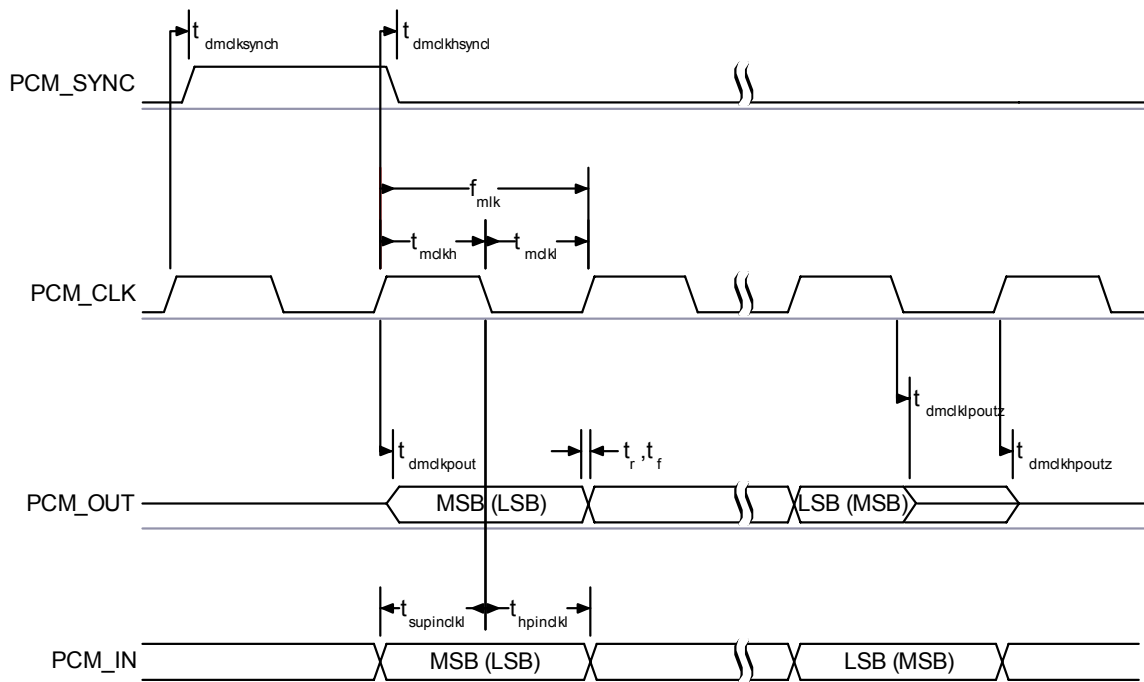 t dmclksynch
t dmclkhsyncl
PCM_SYNC
f mlk
t mclkh
t mclkl
PCM_CLK
t dmclklpoutz
t dmclkpout
t r ,t f
t dmclkhpoutz
PCM_OUT
MSB (LSB)
LSB (MSB)
t supinclkl
t hpinclkl
PCM_IN
MSB (LSB)
LSB (MSB)